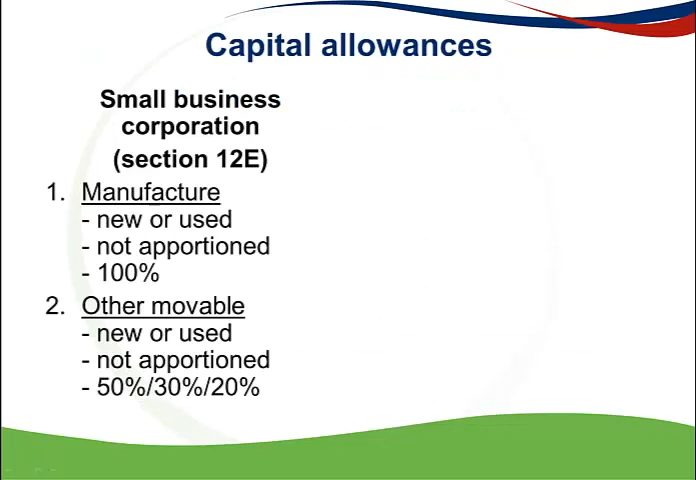 Capital allowances
Small business
corporation
(section 12E)
1. Manufacture
- new or used
- not apportioned
- 100%
2. Other movable
- new or used
- not apportioned
- 50%/30%/20%